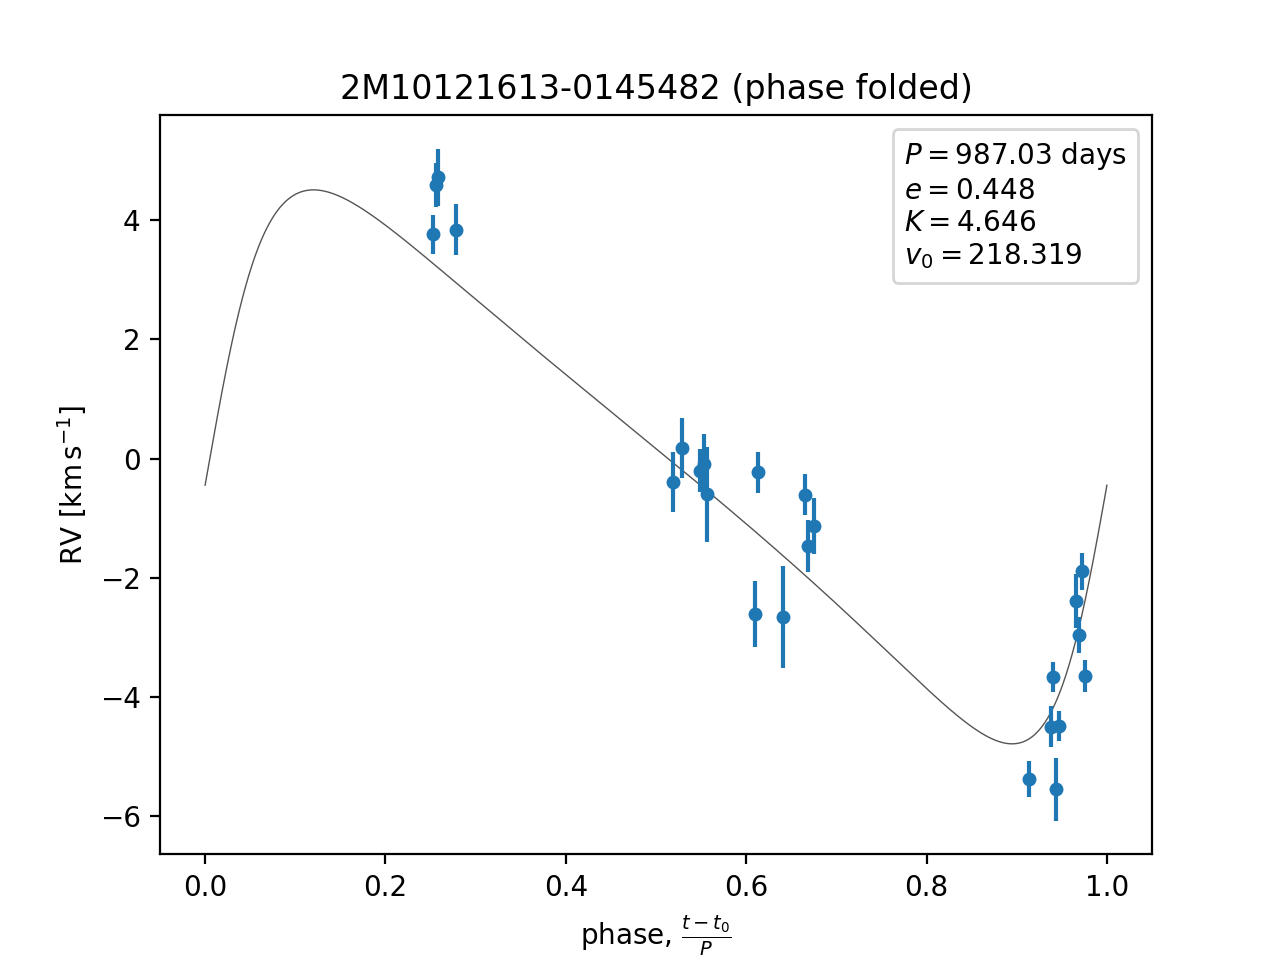 2M10121613-0145482 (phase folded)
P = 987.03 days
e = 0.448
K = 4.646
v₀ = 218.319
RV [km s⁻¹]
4
2
0
−2
−4
−6
0.0 0.2 0.4 0.6 0.8 1.0
phase, (t − t₀)/P